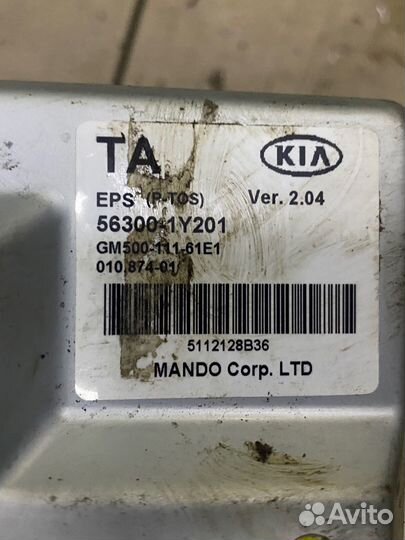 TA
KIA
EPS (P-TOS) Ver. 2.04
56300-1Y201
GM500-111-61E1
010.874-01/
5112128B36
MANDO Corp. LTD
Avito